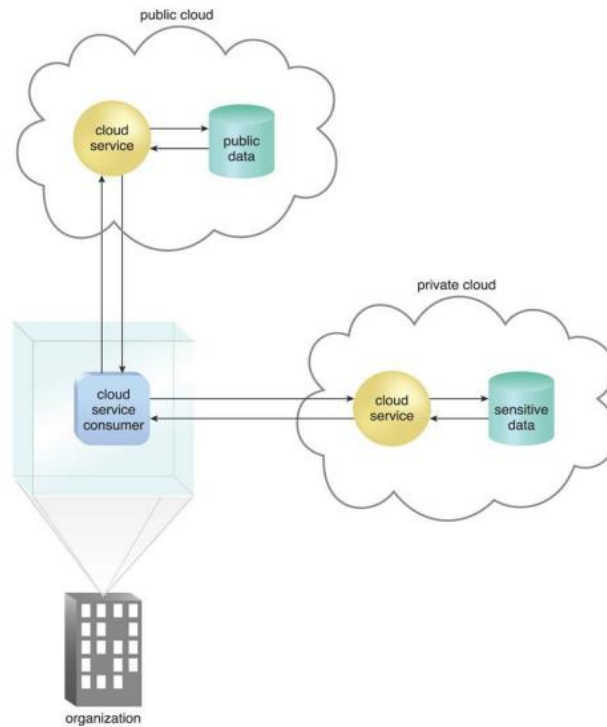 public cloud
cloud
service
public
data
private cloud
cloud
service
consumer
cloud
service
sensitive
data
organization